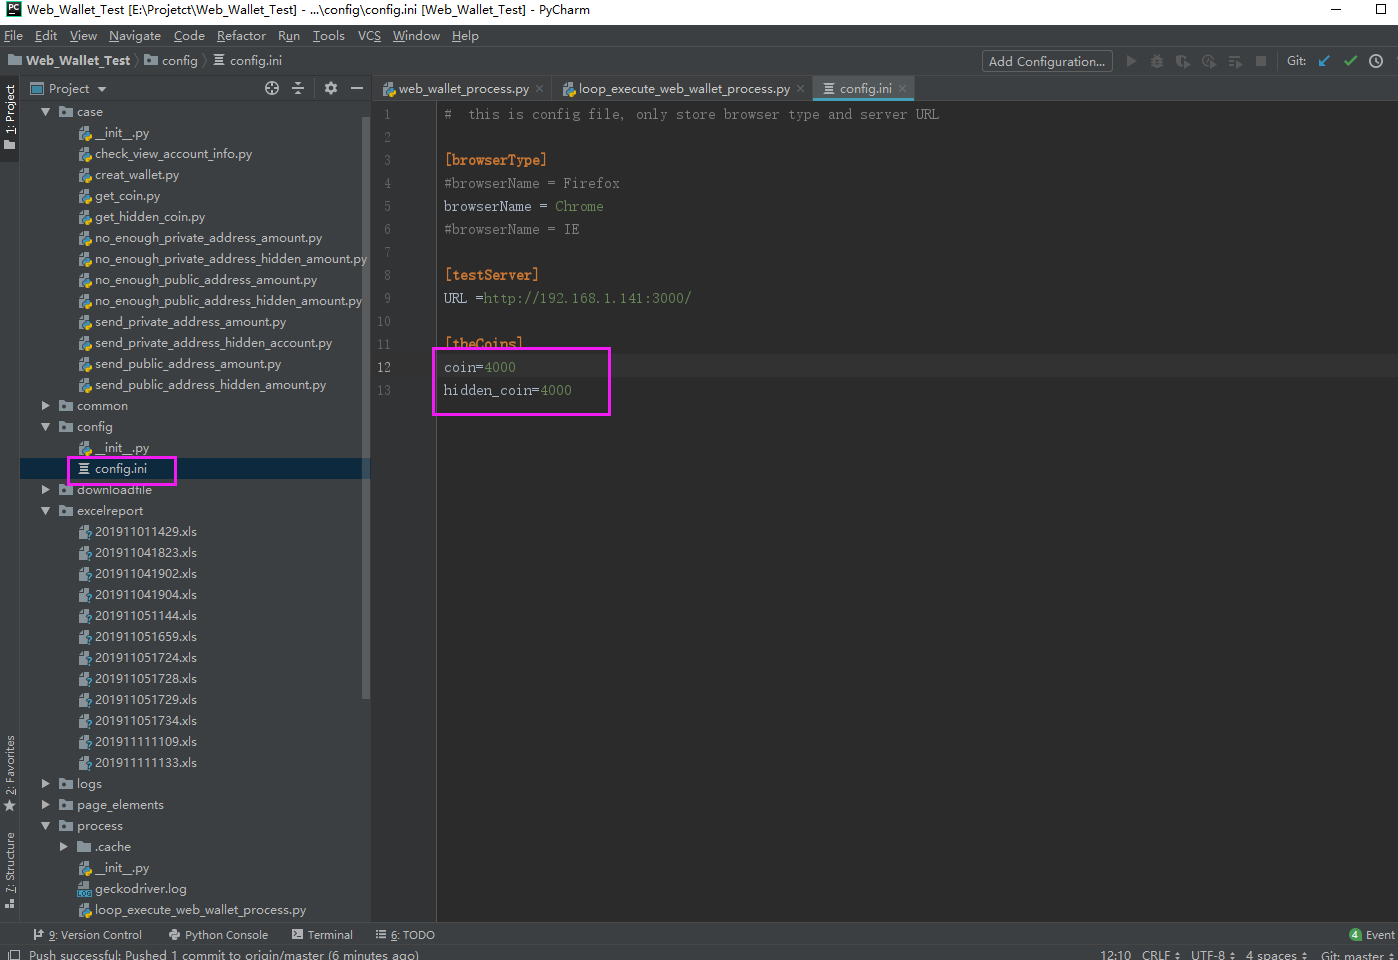 Web_Wallet_Test [E:\Projetct\Web_Wallet_Test] - ...\config\config.ini [Web_Wallet_Test] - PyCharm
File Edit View Navigate Code Refactor Run Tools VCS Window Help
Web_Wallet_Test config config.ini Add Configuration... Git:
1: Project
Project
case
__init__.py
check_view_account_info.py
creat_wallet.py
get_coin.py
get_hidden_coin.py
no_enough_private_address_amount.py
no_enough_private_address_hidden_amount.py
no_enough_public_address_amount.py
no_enough_public_address_hidden_amount.py
send_private_address_amount.py
send_private_address_hidden_account.py
send_public_address_amount.py
send_public_address_hidden_amount.py
common
config
__init__.py
config.ini
downloadfile
excelreport
201911011429.xls
201911041823.xls
201911041902.xls
201911041904.xls
201911051144.xls
201911051659.xls
201911051724.xls
201911051728.xls
201911051729.xls
201911051734.xls
201911111109.xls
201911111133.xls
logs
page_elements
process
.cache
__init__.py
geckodriver.log
loop_execute_web_wallet_process.py
2: Favorites
7: Structure
web_wallet_process.py loop_execute_web_wallet_process.py config.ini
1 # this is config file, only store browser type and server URL
2
3 [browserType]
4 #browserName = Firefox
5 browserName = Chrome
6 #browserName = IE
7
8 [testServer]
9 URL =http://192.168.1.141:3000/
10
11 [theCoins]
12 coin=4000
13 hidden_coin=4000
9: Version Control Python Console Terminal 6: TODO 4 Event
Push successful: Pushed 1 commit to origin/master (6 minutes ago) 12:10 CRLF UTF-8 4 spaces Git: master